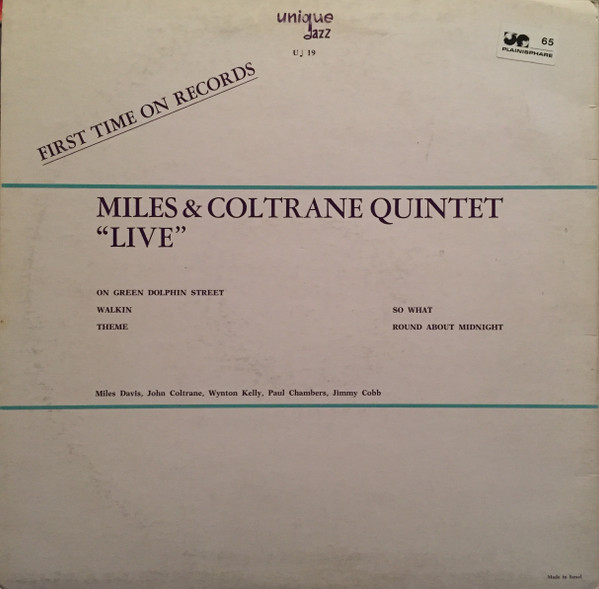 unique
jazz
UJ 19
65
PLAINISPHARE
FIRST TIME ON RECORDS
MILES & COLTRANE QUINTET
“LIVE”
ON GREEN DOLPHIN STREET
WALKIN
SO WHAT
THEME
ROUND ABOUT MIDNIGHT
Miles Davis, John Coltrane, Wynton Kelly, Paul Chambers, Jimmy Cobb
Made in